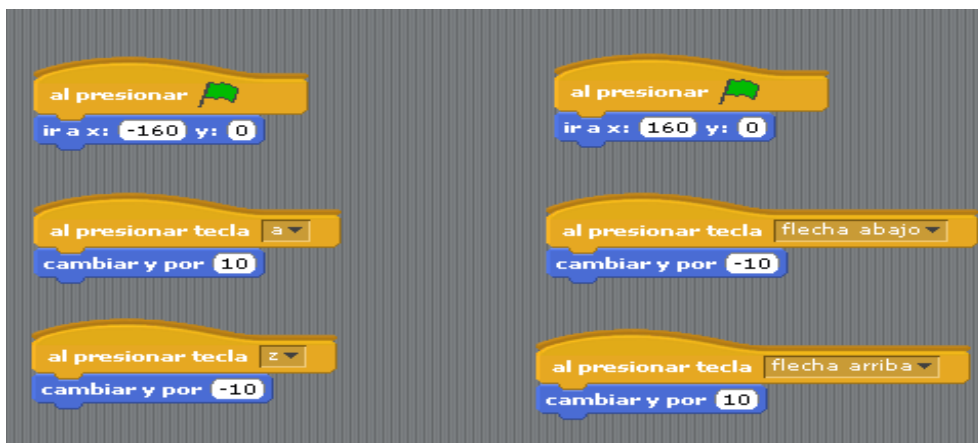 al presionar
ir a x: -160 y: 0
al presionar tecla a
cambiar y por 10
al presionar tecla z
cambiar y por -10
al presionar
ir a x: 160 y: 0
al presionar tecla flecha abajo
cambiar y por -10
al presionar tecla flecha arriba
cambiar y por 10